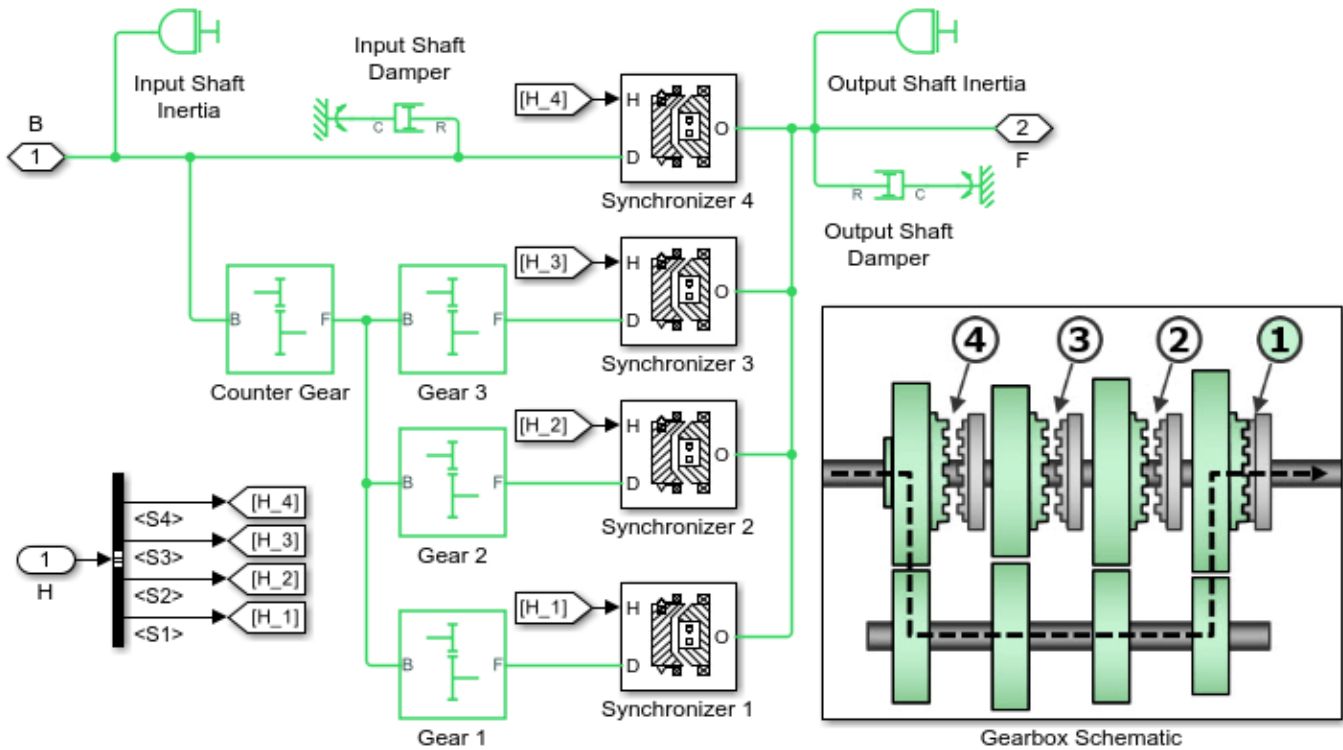 Input Shaft
Inertia
Input Shaft
Damper
C
R
[H_4]
H
D
O
Synchronizer 4
Output Shaft Inertia
B
1
2
F
R
C
Output Shaft
Damper
[H_3]
H
D
O
Synchronizer 3
B
F
Counter Gear
B
F
Gear 3
[H_2]
H
D
O
Synchronizer 2
B
F
Gear 2
[H_1]
H
D
O
Synchronizer 1
B
F
Gear 1
1
H
<S4>
[H_4]
<S3>
[H_3]
<S2>
[H_2]
<S1>
[H_1]
4
3
2
1
Gearbox Schematic